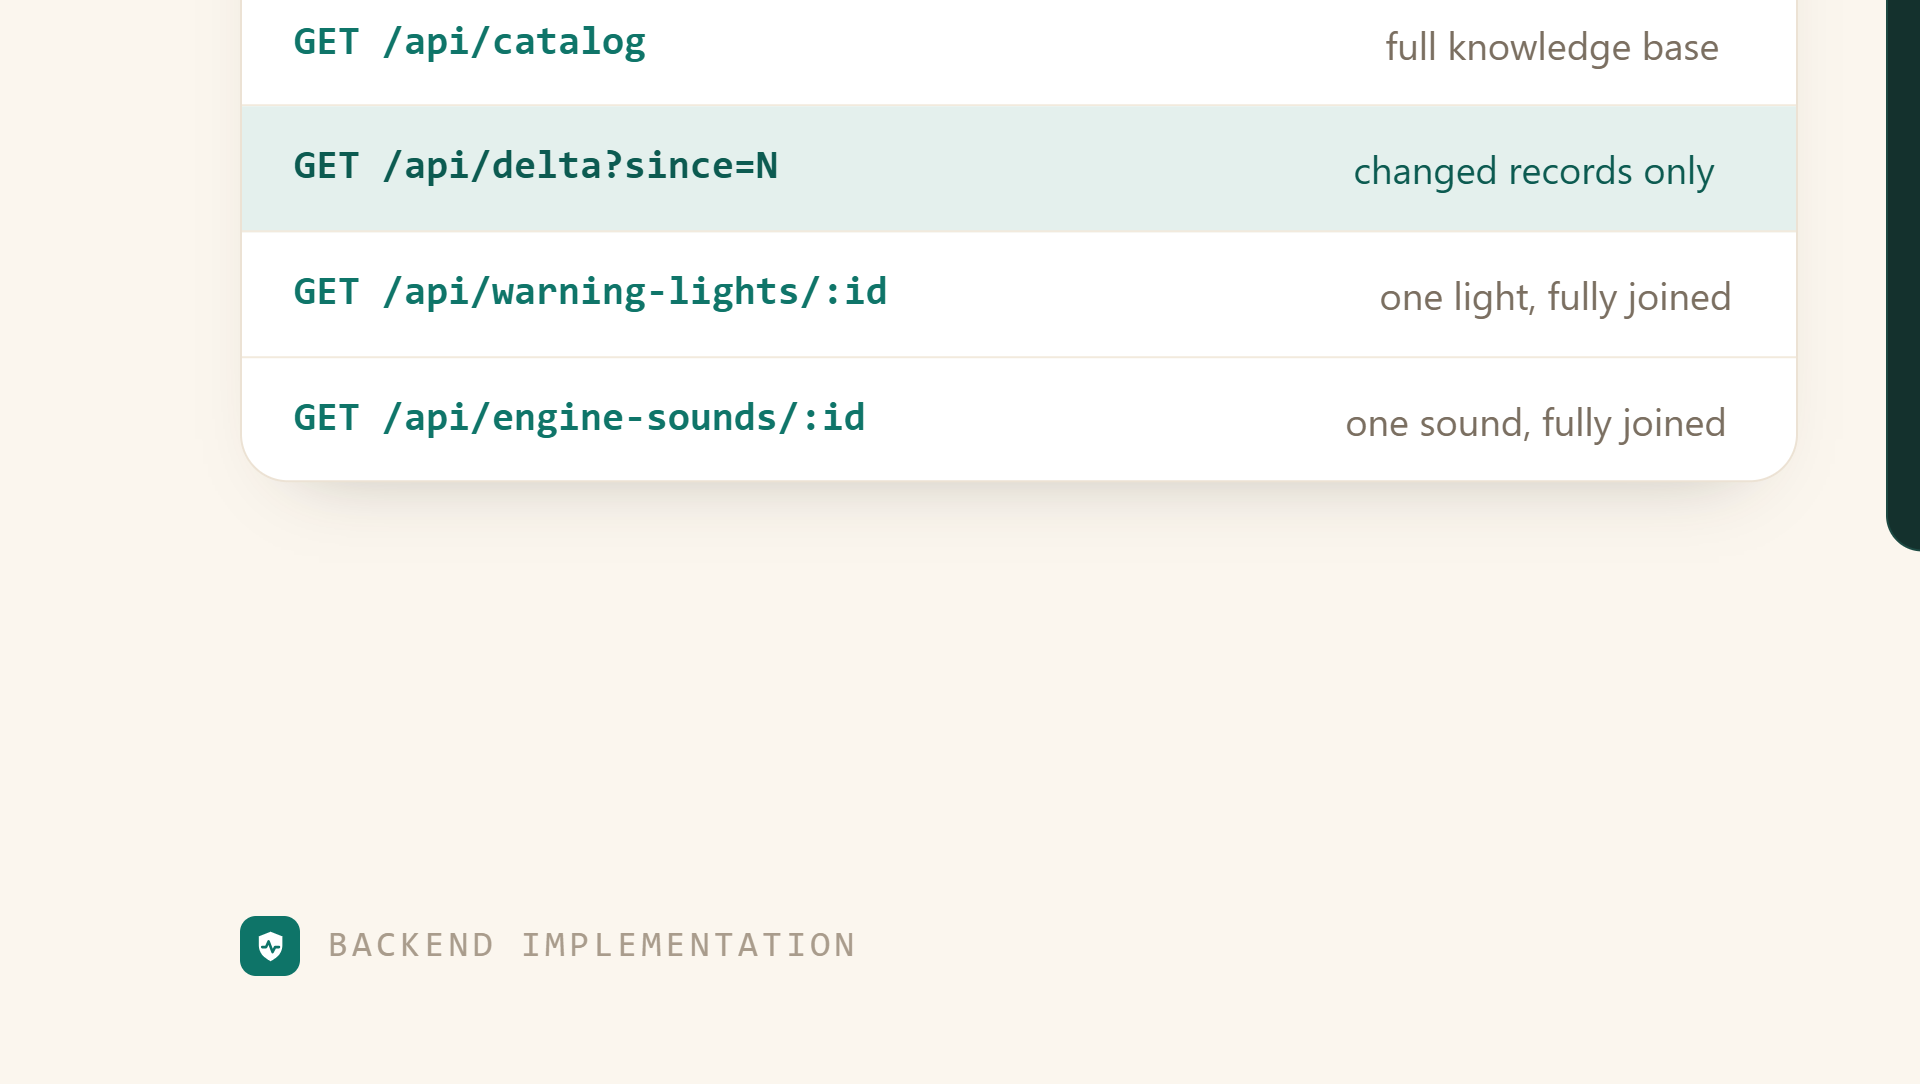 GET /api/catalog full knowledge base
GET /api/delta?since=N changed records only
GET /api/warning-lights/:id one light, fully joined
GET /api/engine-sounds/:id one sound, fully joined
BACKEND IMPLEMENTATION